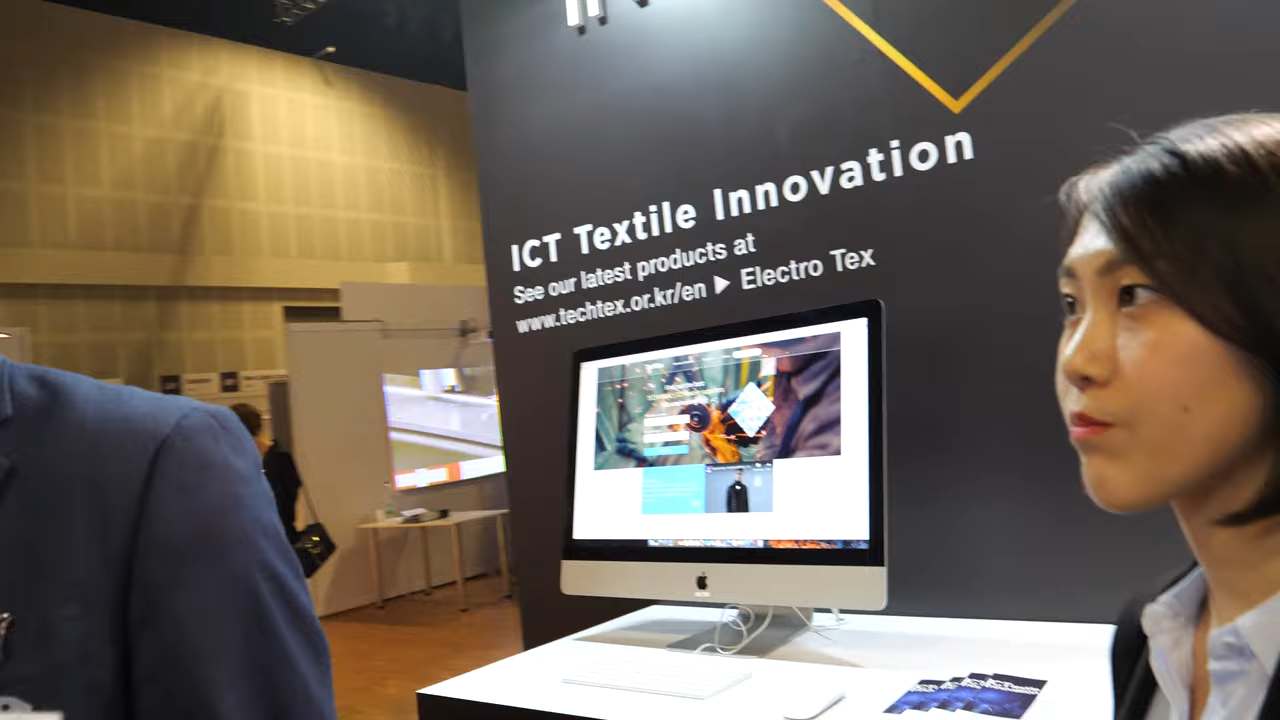 ICT Textile Innovation
See our latest products at
www.techtex.or.kr/en ▶ Electro Tex